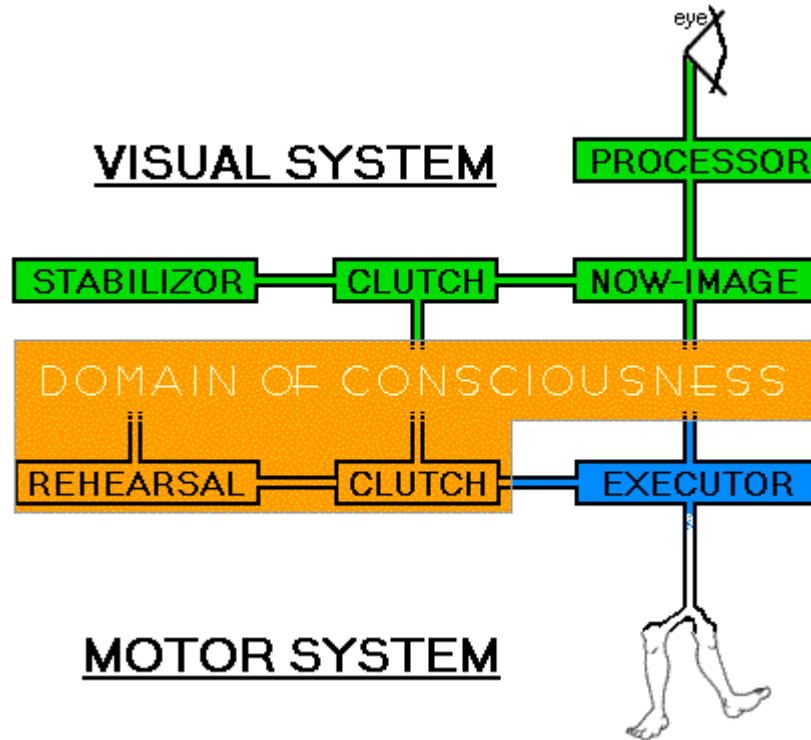 eye
VISUAL SYSTEM
PROCESSOR
STABILIZOR
CLUTCH
NOW-IMAGE
DOMAIN OF CONSCIOUSNESS
REHEARSAL
CLUTCH
EXECUTOR
MOTOR SYSTEM